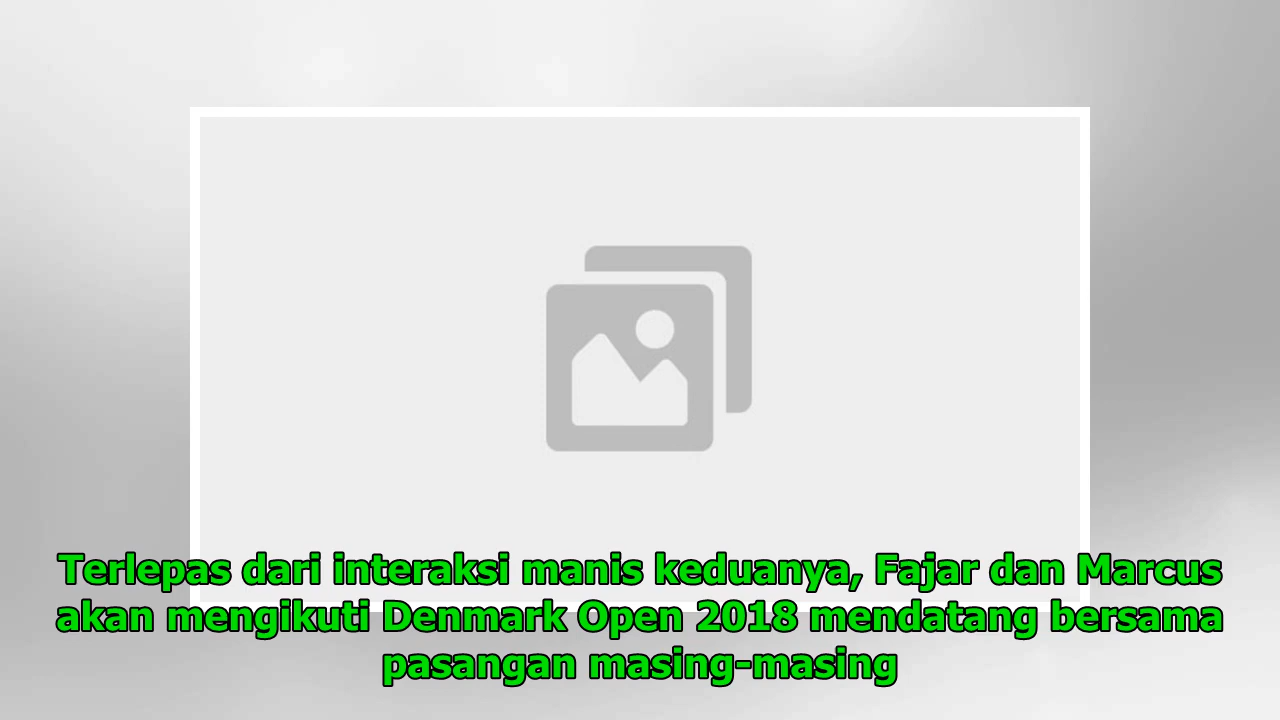 Terlepas dari interaksi manis keduanya, Fajar dan Marcus
akan mengikuti Denmark Open 2018 mendatang bersama
pasangan masing-masing